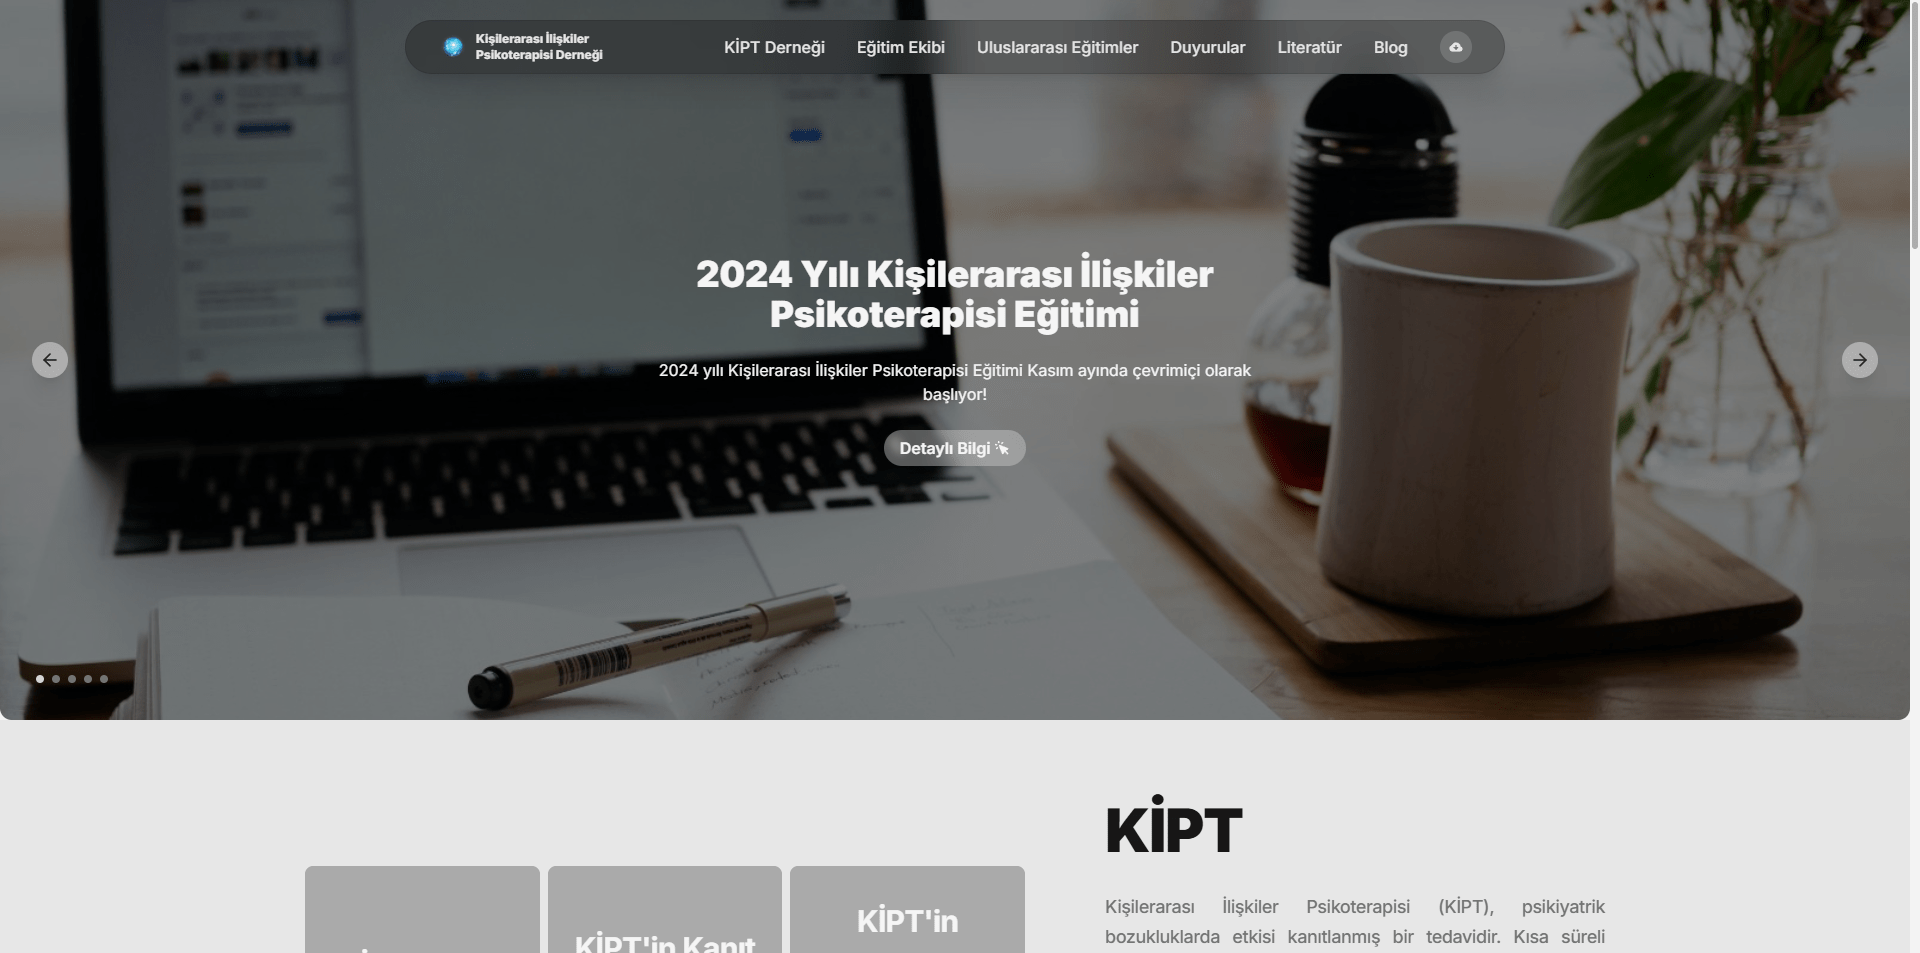 Kişilerarası İlişkiler
Psikoterapisi Derneği
KİPT Derneği
Eğitim Ekibi
Uluslararası Eğitimler
Duyurular
Literatür
Blog
2024 Yılı Kişilerarası İlişkiler
Psikoterapisi Eğitimi
2024 yılı Kişilerarası İlişkiler Psikoterapisi Eğitimi Kasım ayında çevrimiçi olarak
başlıyor!
Detaylı Bilgi
KİPT
Kişilerarası İlişkiler Psikoterapisi (KİPT), psikiyatrik
bozukluklarda etkisi kanıtlanmış bir tedavidir. Kısa süreli
KİPT'in Kanıt
KİPT'in